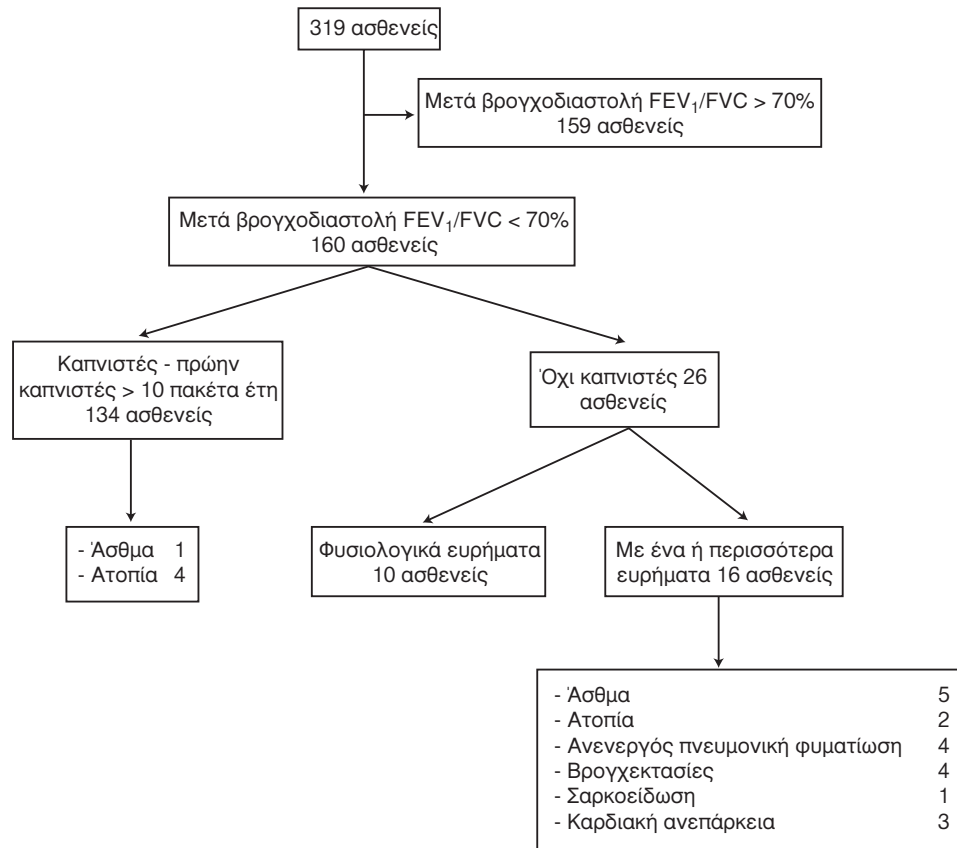 319 ασθενείς
Μετά βρογχοδιαστολή FEV₁/FVC > 70%
159 ασθενείς
Μετά βρογχοδιαστολή FEV₁/FVC < 70%
160 ασθενείς
Καπνιστές - πρώην
καπνιστές > 10 πακέτα έτη
134 ασθενείς
Όχι καπνιστές 26
ασθενείς
- Άσθμα 1
- Ατοπία 4
Φυσιολογικά ευρήματα
10 ασθενείς
Με ένα ή περισσότερα
ευρήματα 16 ασθενείς
- Άσθμα 5
- Ατοπία 2
- Ανενεργός πνευμονική φυματίωση 4
- Βρογχεκτασίες 4
- Σαρκοείδωση 1
- Καρδιακή ανεπάρκεια 3